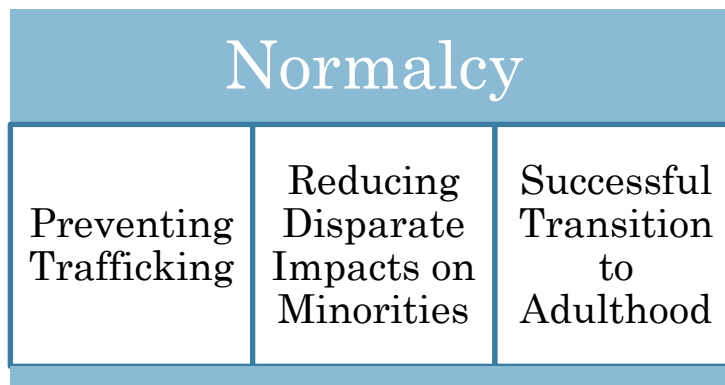 Normalcy
Preventing
Trafficking
Reducing
Disparate
Impacts on
Minorities
Successful
Transition
to
Adulthood